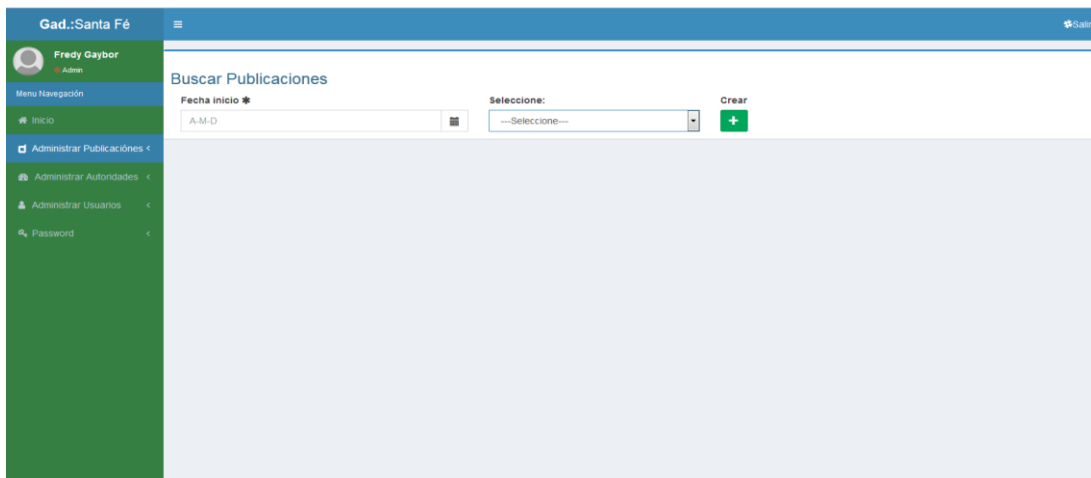 Gad.:Santa Fé
Salir
Fredy Gaybor
Admin
Menu Navegación
Inicio
Administrar Publicaciónes
Administrar Autoridades
Administrar Usuarios
Password
Buscar Publicaciones
Fecha inicio ✱
Seleccione:
Crear
A-M-D
---Seleccione---